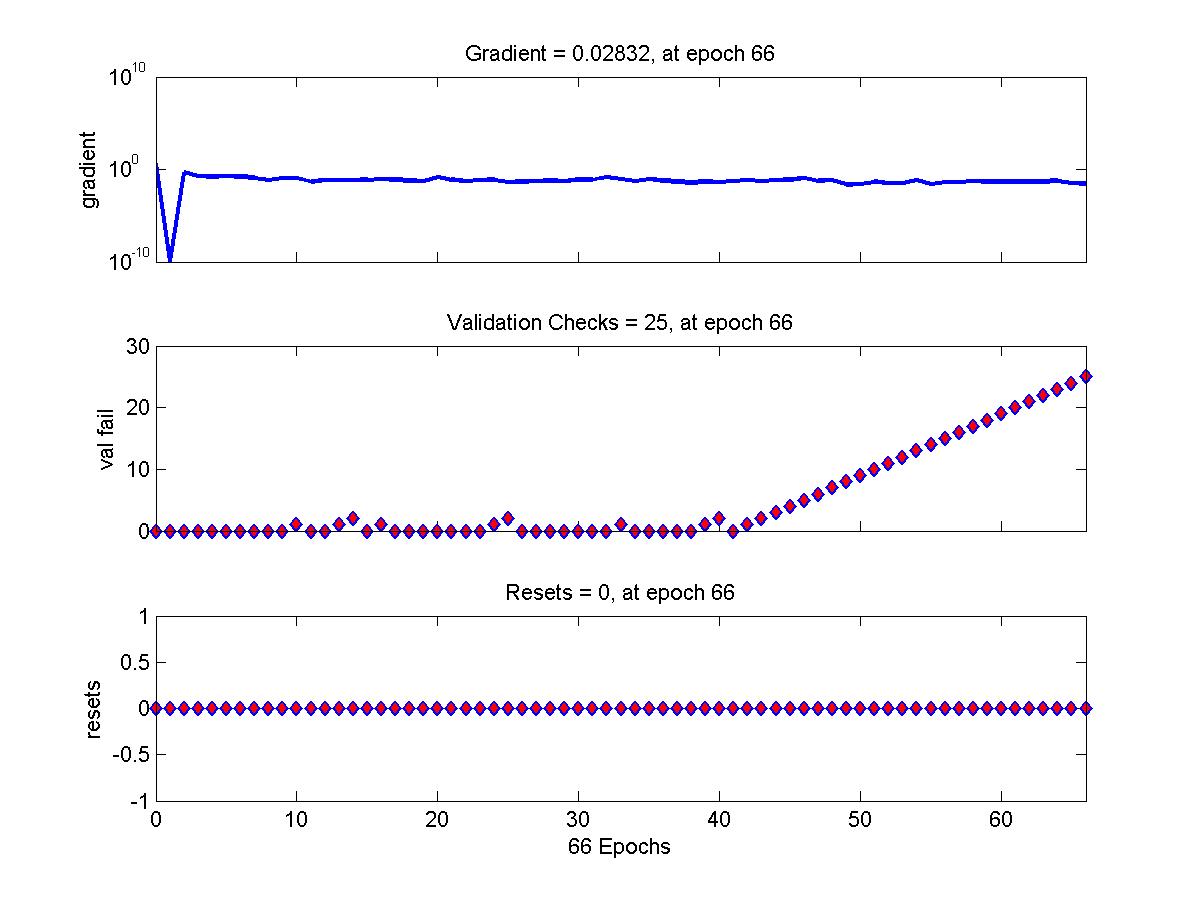 Gradient = 0.02832, at epoch 66
10^10
10^0
10^-10
gradient
Validation Checks = 25, at epoch 66
30
20
10
0
val fail
Resets = 0, at epoch 66
1
0.5
0
-0.5
-1
resets
0 10 20 30 40 50 60
66 Epochs